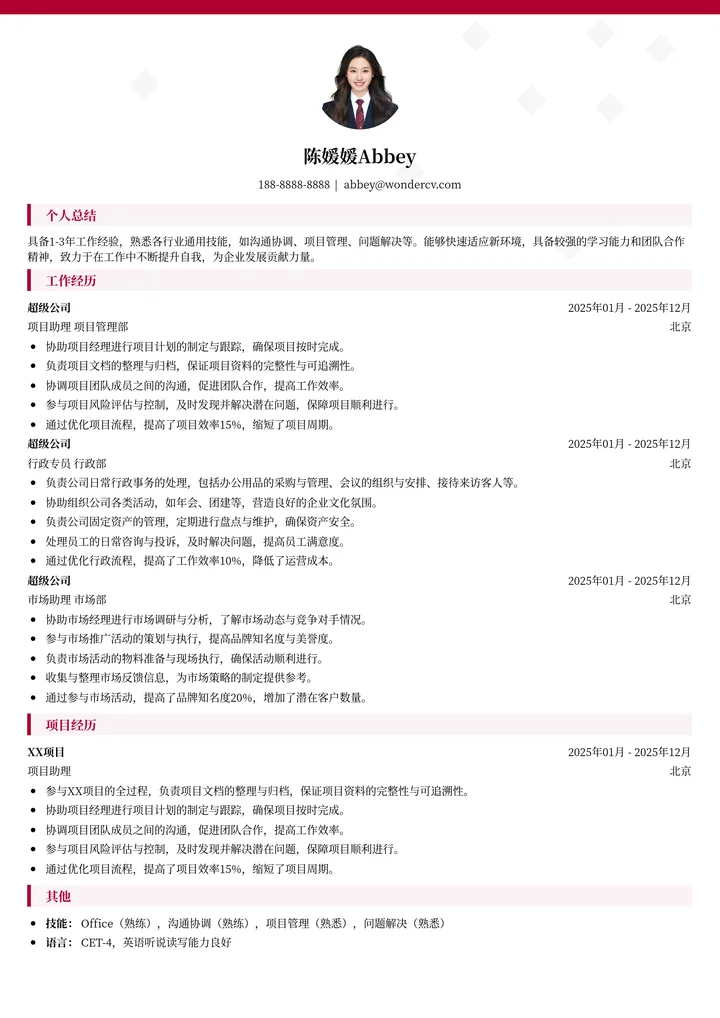 陈媛媛Abbey
188-8888-8888 | abbey@wondercv.com
个人总结
具备1-3年工作经验，熟悉各行业通用技能，如沟通协调、项目管理、问题解决等。能够快速适应新环境，具备较强的学习能力和团队合作
精神，致力于在工作中不断提升自我，为企业发展贡献力量。
工作经历
超级公司 2025年01月 - 2025年12月
项目助理 项目管理部 北京
• 协助项目经理进行项目计划的制定与跟踪，确保项目按时完成。
• 负责项目文档的整理与归档，保证项目资料的完整性与可追溯性。
• 协调项目团队成员之间的沟通，促进团队合作，提高工作效率。
• 参与项目风险评估与控制，及时发现并解决潜在问题，保障项目顺利进行。
• 通过优化项目流程，提高了项目效率15%，缩短了项目周期。
超级公司 2025年01月 - 2025年12月
行政专员 行政部 北京
• 负责公司日常行政事务的处理，包括办公用品的采购与管理、会议的组织与安排、接待来访客人等。
• 协助组织公司各类活动，如年会、团建等，营造良好的企业文化氛围。
• 负责公司固定资产的管理，定期进行盘点与维护，确保资产安全。
• 处理员工的日常咨询与投诉，及时解决问题，提高员工满意度。
• 通过优化行政流程，提高了工作效率10%，降低了运营成本。
超级公司 2025年01月 - 2025年12月
市场助理 市场部 北京
• 协助市场经理进行市场调研与分析，了解市场动态与竞争对手情况。
• 参与市场推广活动的策划与执行，提高品牌知名度与美誉度。
• 负责市场活动的物料准备与现场执行，确保活动顺利进行。
• 收集与整理市场反馈信息，为市场策略的制定提供参考。
• 通过参与市场活动，提高了品牌知名度20%，增加了潜在客户数量。
项目经历
XX项目 2025年01月 - 2025年12月
项目助理 北京
• 参与XX项目的全过程，负责项目文档的整理与归档，保证项目资料的完整性与可追溯性。
• 协助项目经理进行项目计划的制定与跟踪，确保项目按时完成。
• 协调项目团队成员之间的沟通，促进团队合作，提高工作效率。
• 参与项目风险评估与控制，及时发现并解决潜在问题，保障项目顺利进行。
• 通过优化项目流程，提高了项目效率15%，缩短了项目周期。
其他
• 技能： Office（熟练），沟通协调（熟练），项目管理（熟悉），问题解决（熟悉）
• 语言： CET-4，英语听说读写能力良好